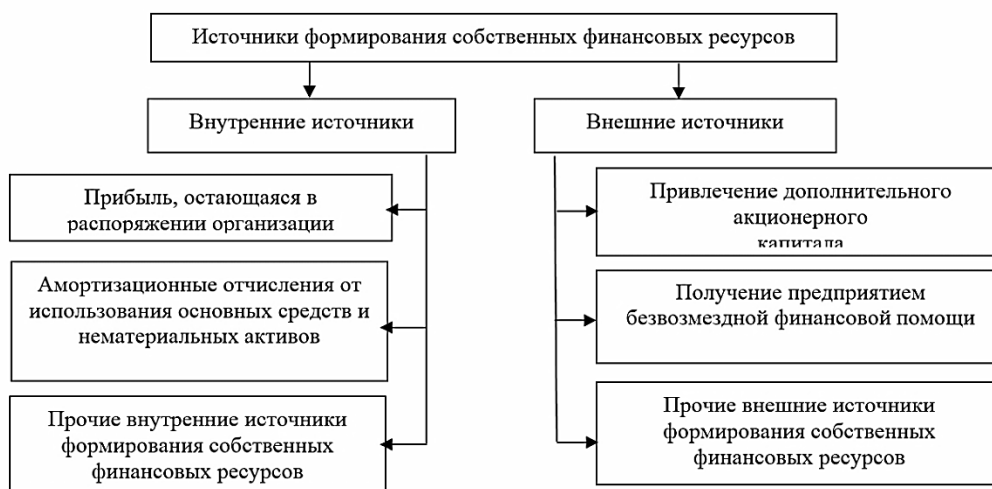 Источники формирования собственных финансовых ресурсов
Внутренние источники
Внешние источники
Прибыль, остающаяся в
распоряжении организации
Амортизационные отчисления от
использования основных средств и
нематериальных активов
Прочие внутренние источники
формирования собственных
финансовых ресурсов
Привлечение дополнительного
акционерного
капитала
Получение предприятием
безвозмездной финансовой помощи
Прочие внешние источники
формирования собственных
финансовых ресурсов